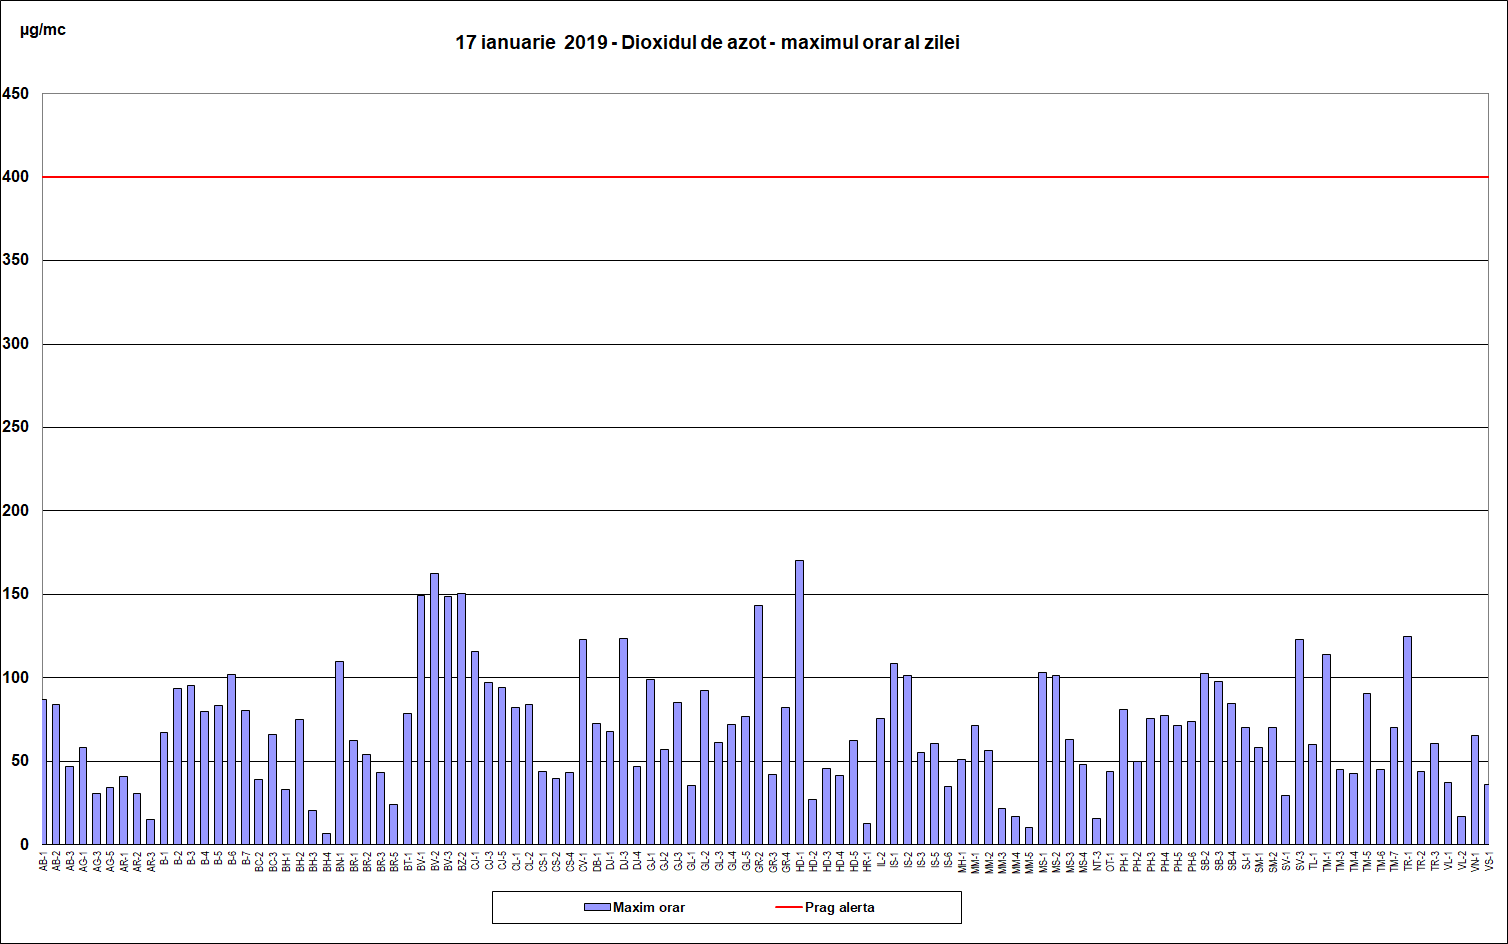 µg/mc
17 ianuarie 2019 - Dioxidul de azot - maximul orar al zilei
450
400
350
300
250
200
150
100
50
0
AB-1 AB-2 AB-3 AG-1 AG-3 AG-5 AR-1 AR-2 AR-3 B-1 B-2 B-3 B-4 B-5 B-6 B-7 BC-2 BC-3 BH-1 BH-2 BH-3 BH-4 BN-1 BR-1 BR-2 BR-3 BR-5 BT-1 BV-1 BV-2 BV-3 BZ-2 CJ-1 CJ-3 CJ-5 CL-1 CL-2 CS-1 CS-2 CS-4 CV-1 DB-1 DJ-1 DJ-3 DJ-4 GJ-1 GJ-2 GJ-3 GL-1 GL-2 GL-3 GL-4 GL-5 GR-2 GR-3 GR-4 HD-1 HD-2 HD-3 HD-4 HD-5 HR-1 IL-2 IS-1 IS-2 IS-3 IS-5 IS-6 MH-1 MM-1 MM-2 MM-3 MM-4 MM-5 MS-1 MS-2 MS-3 MS-4 NT-3 OT-1 PH-1 PH-2 PH-3 PH-4 PH-5 PH-6 SB-2 SB-3 SB-4 SJ-1 SM-1 SM-2 SV-1 SV-3 TL-1 TM-1 TM-3 TM-4 TM-5 TM-6 TM-7 TR-1 TR-2 TR-3 VL-1 VL-2 VN-1 VS-1
Maxim orar Prag alerta